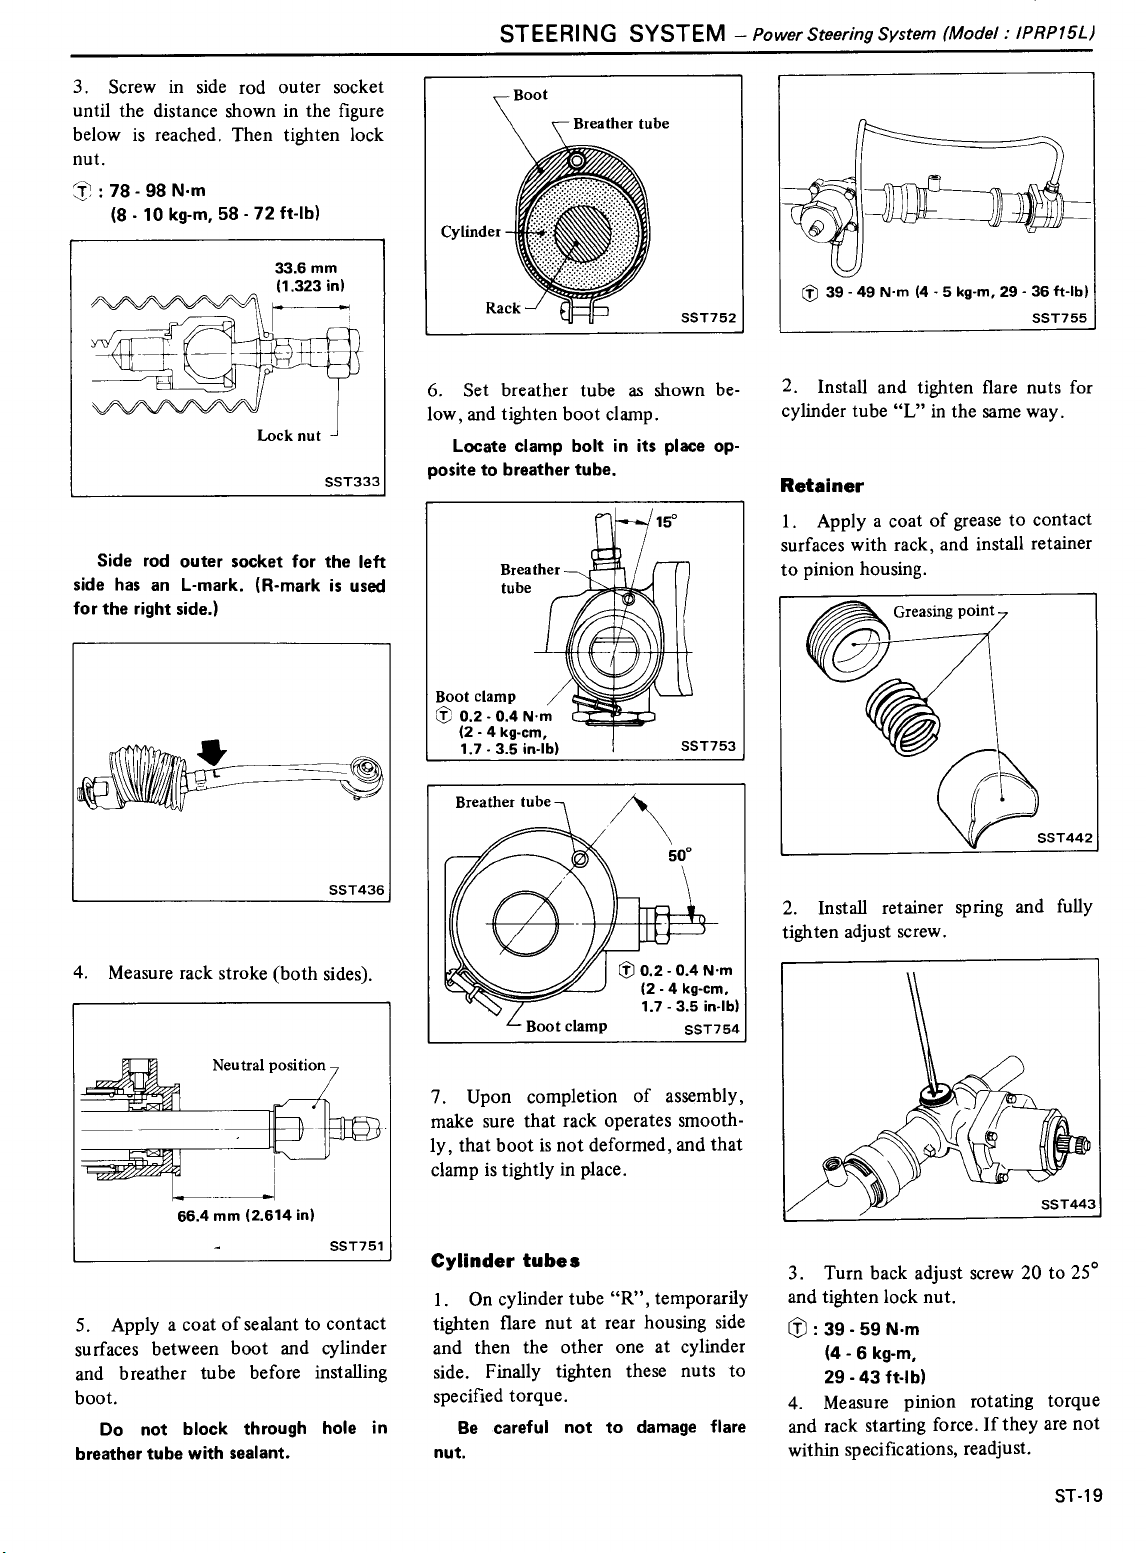 STEERING SYSTEM – Power Steering System (Model : IPRP15L)
3. Screw in side rod outer socket
until the distance shown in the figure
below is reached. Then tighten lock
nut.
Ⓣ : 78 - 98 N·m
(8 - 10 kg-m, 58 - 72 ft-lb)
33.6 mm
(1.323 in)
Lock nut
SST333
Side rod outer socket for the left
side has an L-mark. (R-mark is used
for the right side.)
L
SST436
4. Measure rack stroke (both sides).
Neutral position
66.4 mm (2.614 in)
SST751
5. Apply a coat of sealant to contact
surfaces between boot and cylinder
and breather tube before installing
boot.
Do not block through hole in
breather tube with sealant.
Boot
Breather tube
Cylinder
Rack
SST752
6. Set breather tube as shown be-
low, and tighten boot clamp.
Locate clamp bolt in its place op-
posite to breather tube.
15°
Breather
tube
Boot clamp
Ⓣ 0.2 - 0.4 N·m
(2 - 4 kg-cm,
1.7 - 3.5 in-lb)
SST753
Breather tube
50°
Ⓣ 0.2 - 0.4 N·m
(2 - 4 kg-cm,
1.7 - 3.5 in-lb)
Boot clamp
SST754
7. Upon completion of assembly,
make sure that rack operates smooth-
ly, that boot is not deformed, and that
clamp is tightly in place.
Cylinder tubes
1. On cylinder tube “R”, temporarily
tighten flare nut at rear housing side
and then the other one at cylinder
side. Finally tighten these nuts to
specified torque.
Be careful not to damage flare
nut.
Ⓣ 39 - 49 N·m (4 - 5 kg-m, 29 - 36 ft-lb)
SST755
2. Install and tighten flare nuts for
cylinder tube “L” in the same way.
Retainer
1. Apply a coat of grease to contact
surfaces with rack, and install retainer
to pinion housing.
Greasing point
SST442
2. Install retainer spring and fully
tighten adjust screw.
SST443
3. Turn back adjust screw 20 to 25°
and tighten lock nut.
Ⓣ : 39 - 59 N·m
(4 - 6 kg-m,
29 - 43 ft-lb)
4. Measure pinion rotating torque
and rack starting force. If they are not
within specifications, readjust.
ST-19